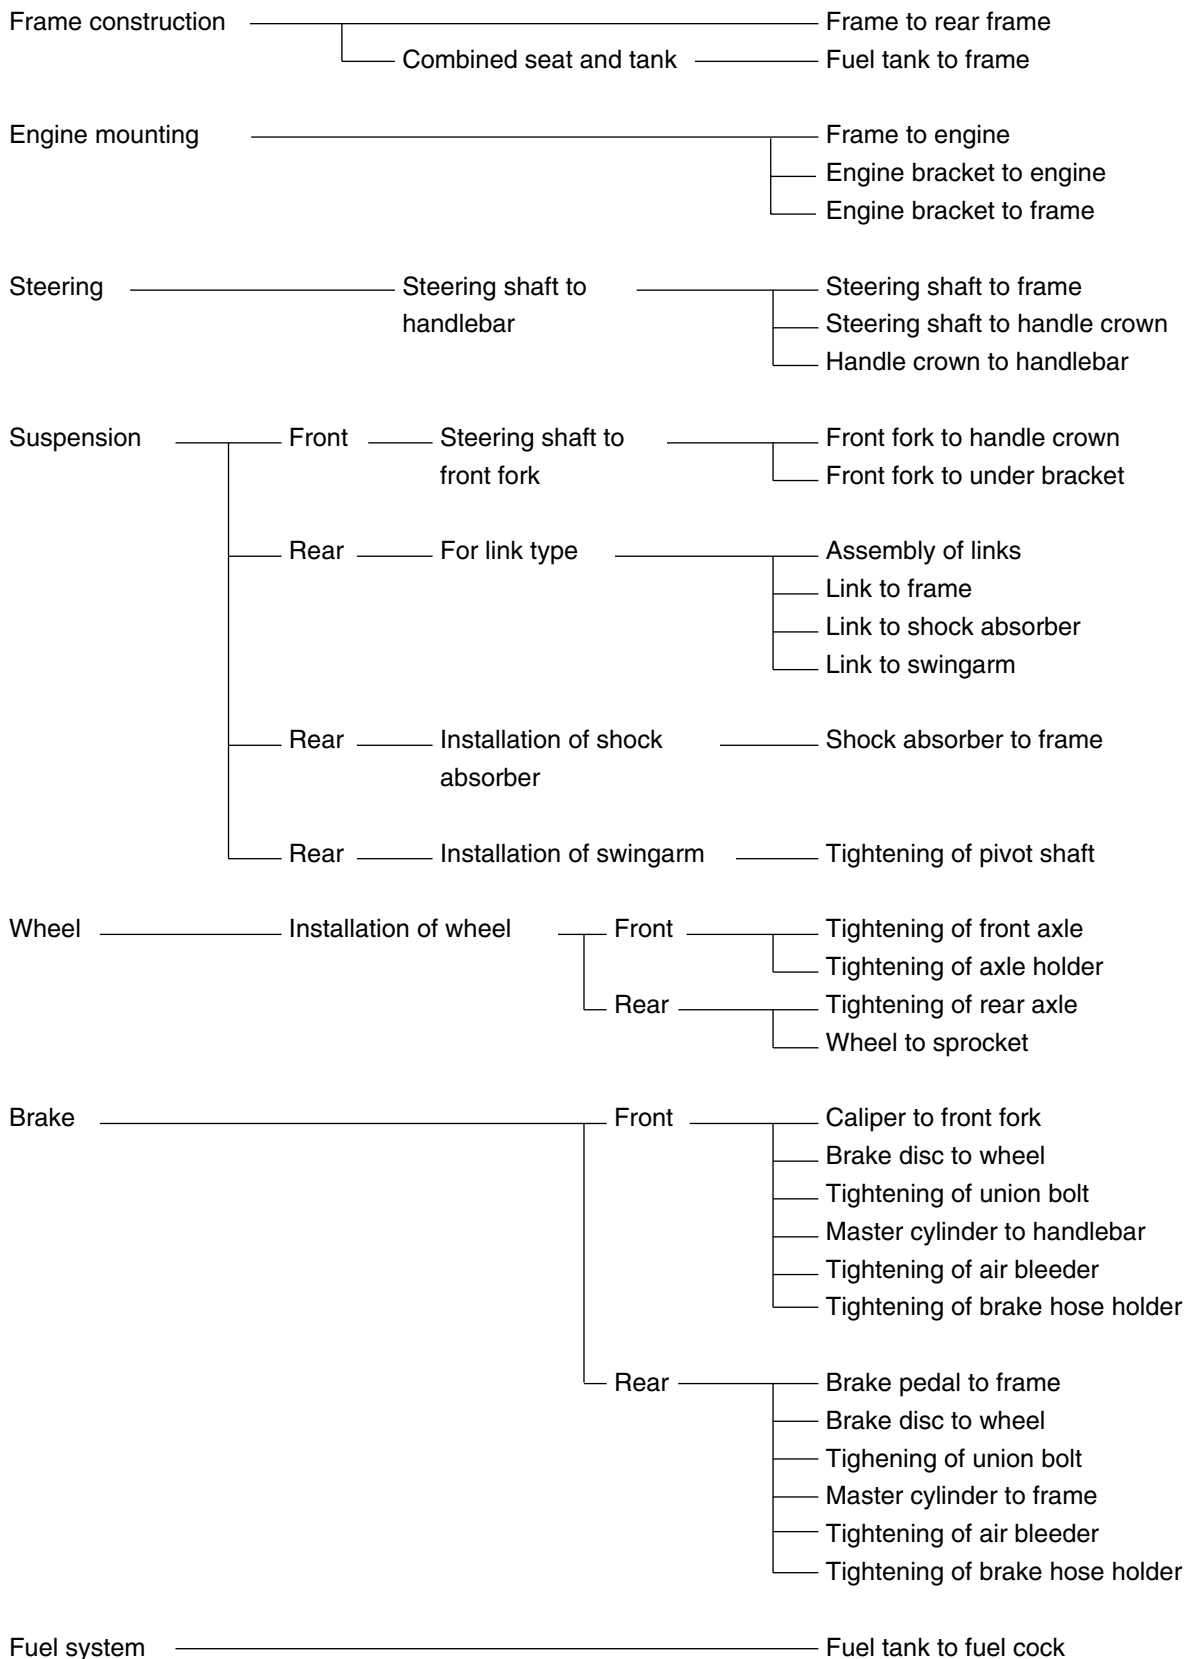 Frame construction Frame to rear frame
Combined seat and tank Fuel tank to frame
Engine mounting Frame to engine
Engine bracket to engine
Engine bracket to frame
Steering Steering shaft to Steering shaft to frame
handlebar Steering shaft to handle crown
Handle crown to handlebar
Suspension Front Steering shaft to Front fork to handle crown
front fork Front fork to under bracket
Rear For link type Assembly of links
Link to frame
Link to shock absorber
Link to swingarm
Rear Installation of shock Shock absorber to frame
absorber
Rear Installation of swingarm Tightening of pivot shaft
Wheel Installation of wheel Front Tightening of front axle
Tightening of axle holder
Rear Tightening of rear axle
Wheel to sprocket
Brake Front Caliper to front fork
Brake disc to wheel
Tightening of union bolt
Master cylinder to handlebar
Tightening of air bleeder
Tightening of brake hose holder
Rear Brake pedal to frame
Brake disc to wheel
Tighening of union bolt
Master cylinder to frame
Tightening of air bleeder
Tightening of brake hose holder
Fuel system Fuel tank to fuel cock